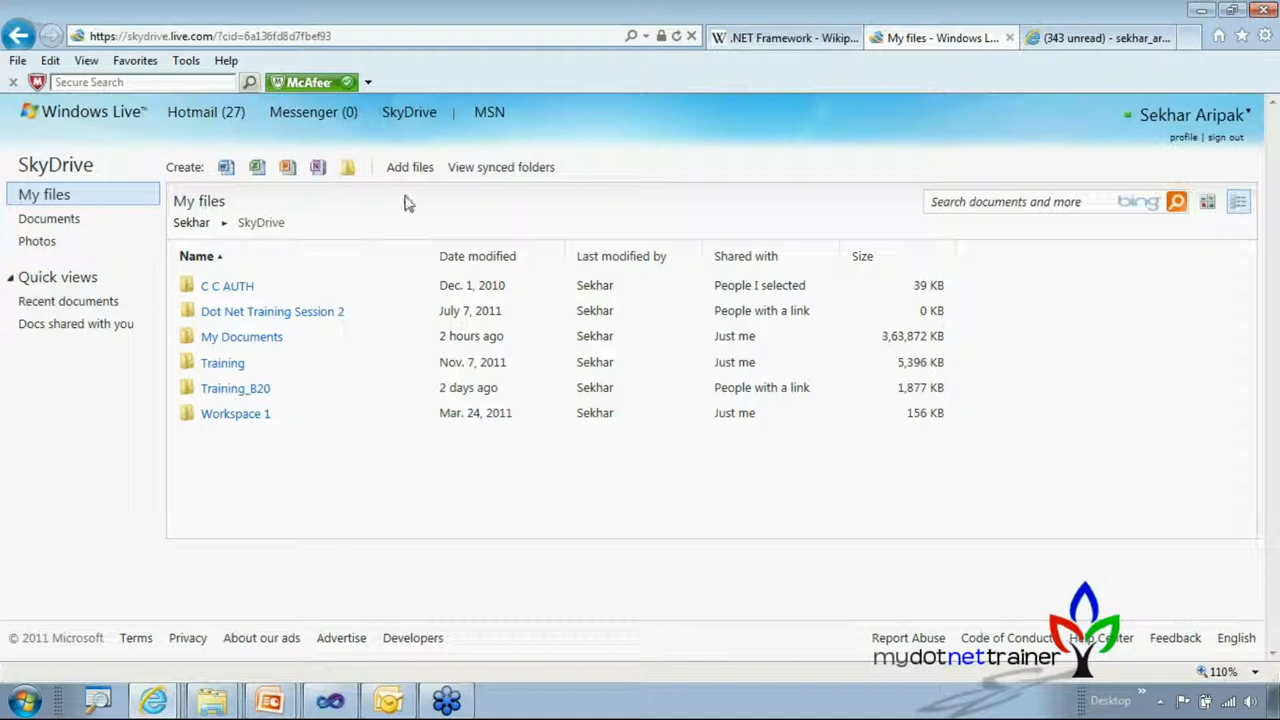 https://skydrive.live.com/?cid=6a136fd8d7fbef93
.NET Framework - Wikip...
My files - Windows L...
(343 unread) - sekhar_ar...
File Edit View Favorites Tools Help
Secure Search
McAfee
Windows Live™ Hotmail (27) Messenger (0) SkyDrive | MSN
Sekhar Aripak
profile | sign out
SkyDrive
Create: Add files View synced folders
My files
Documents
Photos
Quick views
Recent documents
Docs shared with you
My files
Search documents and more bing
Sekhar ▸ SkyDrive
Name Date modified Last modified by Shared with Size
C C AUTH Dec. 1, 2010 Sekhar People I selected 39 KB
Dot Net Training Session 2 July 7, 2011 Sekhar People with a link 0 KB
My Documents 2 hours ago Sekhar Just me 3,63,872 KB
Training Nov. 7, 2011 Sekhar Just me 5,396 KB
Training_B20 2 days ago Sekhar People with a link 1,877 KB
Workspace 1 Mar. 24, 2011 Sekhar Just me 156 KB
© 2011 Microsoft Terms Privacy About our ads Advertise Developers
Report Abuse Code of Conduct Help Center Feedback English
mydotnettrainer
110%
Desktop